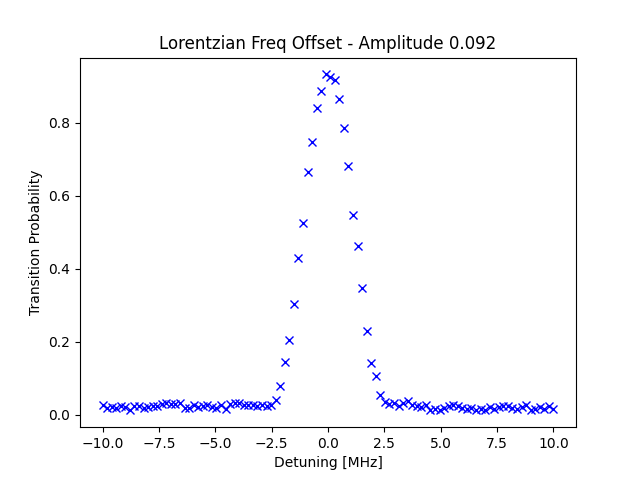 Lorentzian Freq Offset - Amplitude 0.092
Transition Probability
0.8
0.6
0.4
0.2
0.0
−10.0 −7.5 −5.0 −2.5 0.0 2.5 5.0 7.5 10.0
Detuning [MHz]